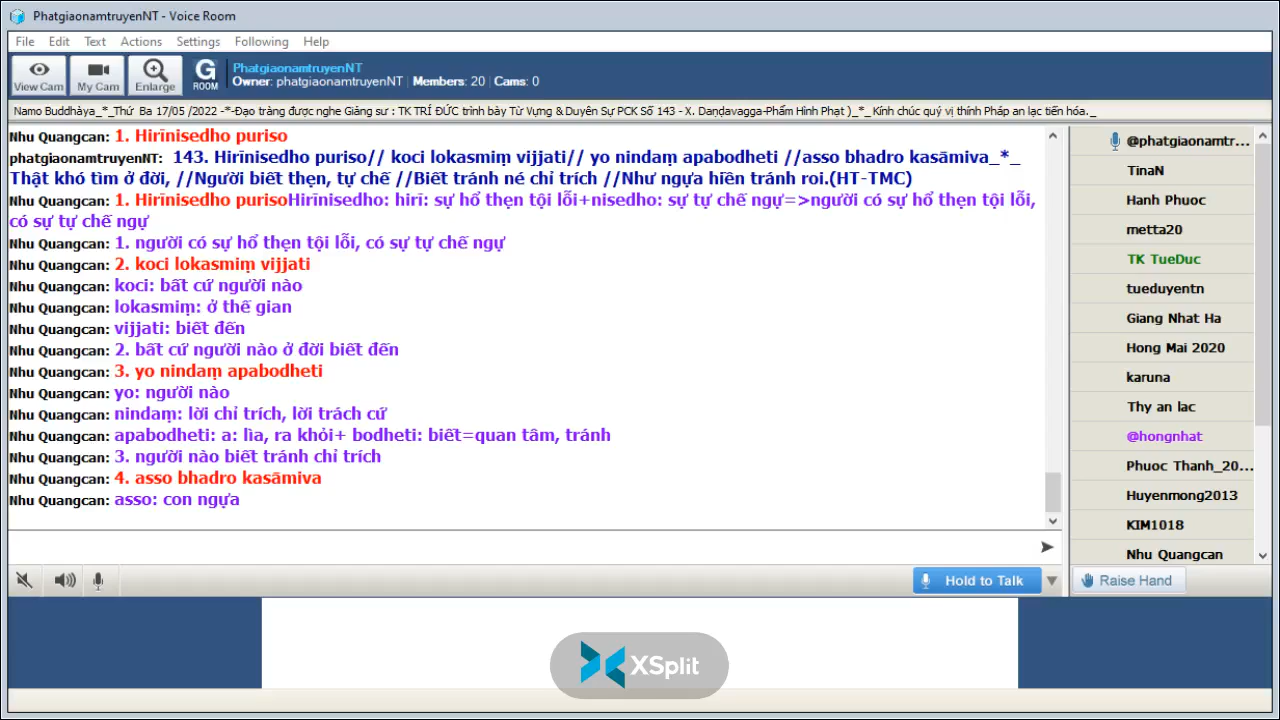 PhatgiaonamtruyenNT - Voice Room
File Edit Text Actions Settings Following Help
View Cam
My Cam
Enlarge
G
ROOM
PhatgiaonamtruyenNT
Owner: phatgiaonamtruyenNT | Members: 20 | Cams: 0
Namo Buddhàya_*_Thứ Ba 17/05 /2022 -*-Đạo tràng được nghe Giảng sư : TK TRÍ ĐỨC trình bày Từ Vựng & Duyên Sự PCK Số 143 - X. Daṇḍavagga-Phẩm Hình Phạt )_*_ Kính chúc quý vị thính Pháp an lạc tiến hóa._
Nhu Quangcan: 1. Hirīnisedho puriso
phatgiaonamtruyenNT: 143. Hirīnisedho puriso// koci lokasmiṃ vijjati// yo nindaṃ apabodheti //asso bhadro kasāmiva_*_
Thật khó tìm ở đời, //Người biết thẹn, tự chế //Biết tránh né chỉ trích //Như ngựa hiền tránh roi.(HT-TMC)
Nhu Quangcan: 1. Hirīnisedho purisoHirīnisedho: hirī: sự hổ thẹn tội lỗi+nisedho: sự tự chế ngự=>người có sự hổ thẹn tội lỗi,
có sự tự chế ngự
Nhu Quangcan: 1. người có sự hổ thẹn tội lỗi, có sự tự chế ngự
Nhu Quangcan: 2. koci lokasmiṃ vijjati
Nhu Quangcan: koci: bất cứ người nào
Nhu Quangcan: lokasmiṃ: ở thế gian
Nhu Quangcan: vijjati: biết đến
Nhu Quangcan: 2. bất cứ người nào ở đời biết đến
Nhu Quangcan: 3. yo nindaṃ apabodheti
Nhu Quangcan: yo: người nào
Nhu Quangcan: nindaṃ: lời chỉ trích, lời trách cứ
Nhu Quangcan: apabodheti: a: lìa, ra khỏi+ bodheti: biết=quan tâm, tránh
Nhu Quangcan: 3. người nào biết tránh chỉ trích
Nhu Quangcan: 4. asso bhadro kasāmiva
Nhu Quangcan: asso: con ngựa
@phatgiaonamtr...
TinaN
Hanh Phuoc
metta20
TK TueDuc
tueduyentn
Giang Nhat Ha
Hong Mai 2020
karuna
Thy an lac
@hongnhat
Phuoc Thanh_20...
Huyenmong2013
KIM1018
Nhu Quangcan
Hold to Talk
Raise Hand
XSplit